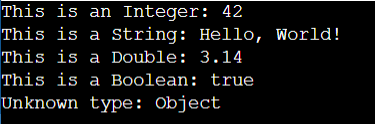 This is an Integer: 42
This is a String: Hello, World!
This is a Double: 3.14
This is a Boolean: true
Unknown type: Object